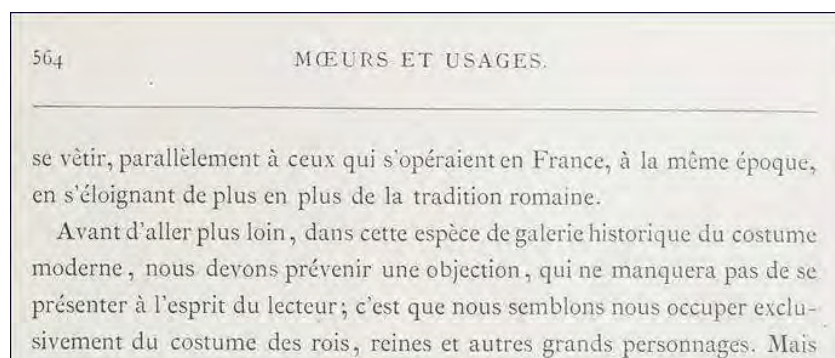 564
MŒURS ET USAGES.
se vêtir, parallèlement à ceux qui s'opéraient en France, à la même époque,
en s'éloignant de plus en plus de la tradition romaine.
Avant d'aller plus loin, dans cette espèce de galerie historique du costume
moderne, nous devons prévenir une objection, qui ne manquera pas de se
présenter à l'esprit du lecteur; c'est que nous semblons nous occuper exclu-
sivement du costume des rois, reines et autres grands personnages. Mais